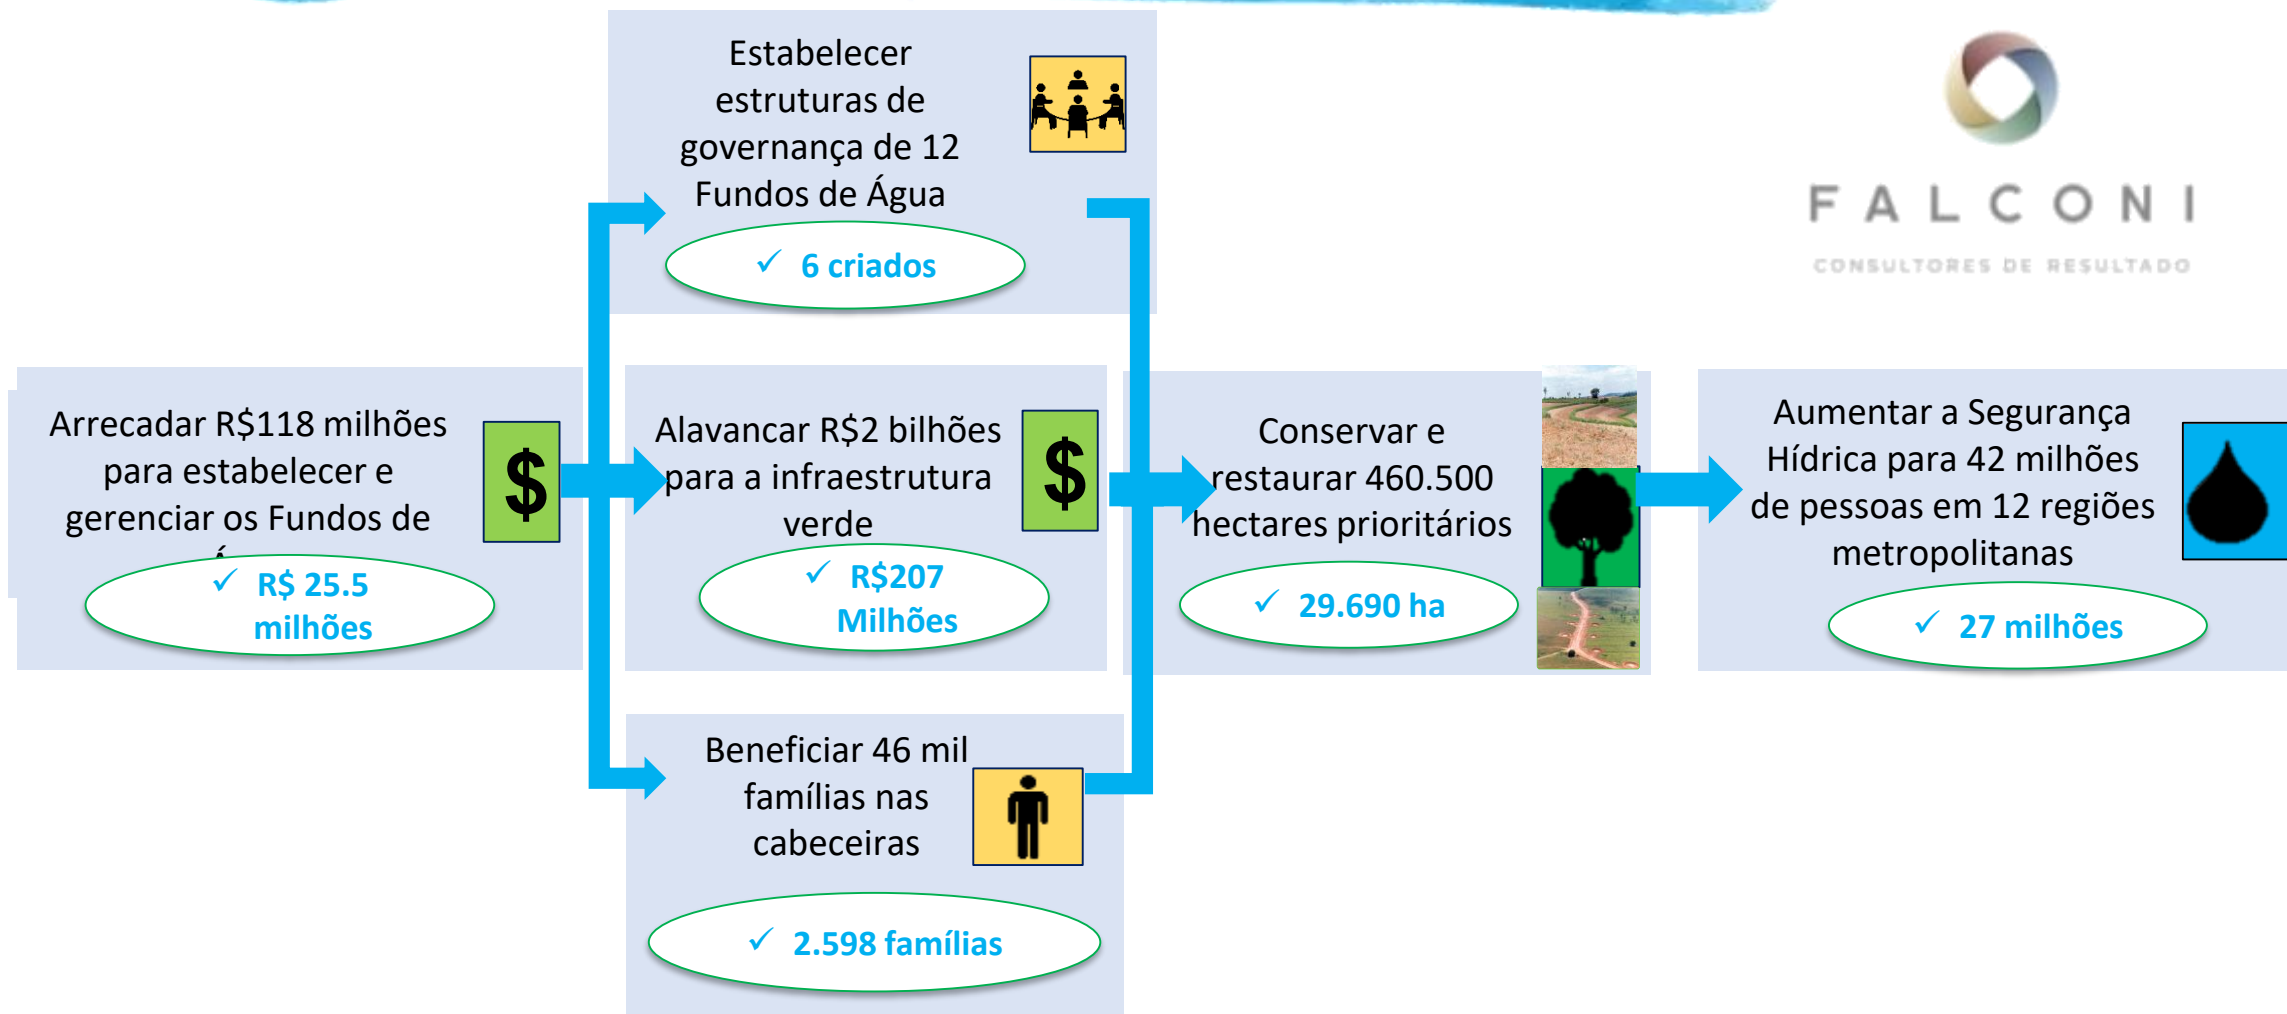 Estabelecer
estruturas de
governança de 12
Fundos de Água
✓ 6 criados
FALCONI
CONSULTORES DE RESULTADO
Arrecadar R$118 milhões
para estabelecer e
gerenciar os Fundos de
✓ R$ 25.5
milhões
$
Alavancar R$2 bilhões
para a infraestrutura
verde
✓ R$207
Milhões
$
Beneficiar 46 mil
famílias nas
cabeceiras
✓ 2.598 famílias
Conservar e
restaurar 460.500
hectares prioritários
✓ 29.690 ha
Aumentar a Segurança
Hídrica para 42 milhões
de pessoas em 12 regiões
metropolitanas
✓ 27 milhões